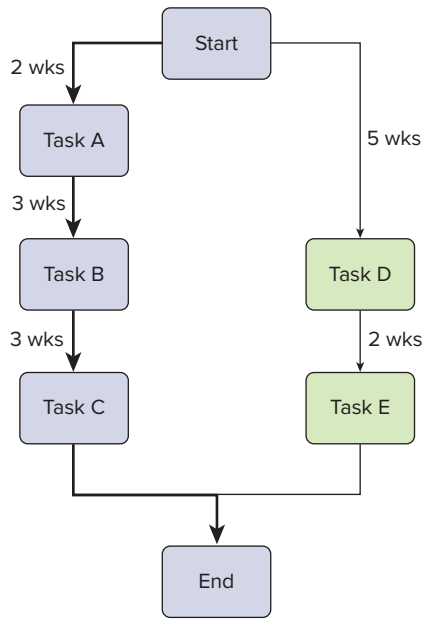 Start
2 wks
Task A
5 wks
3 wks
Task B
Task D
3 wks
2 wks
Task C
Task E
End